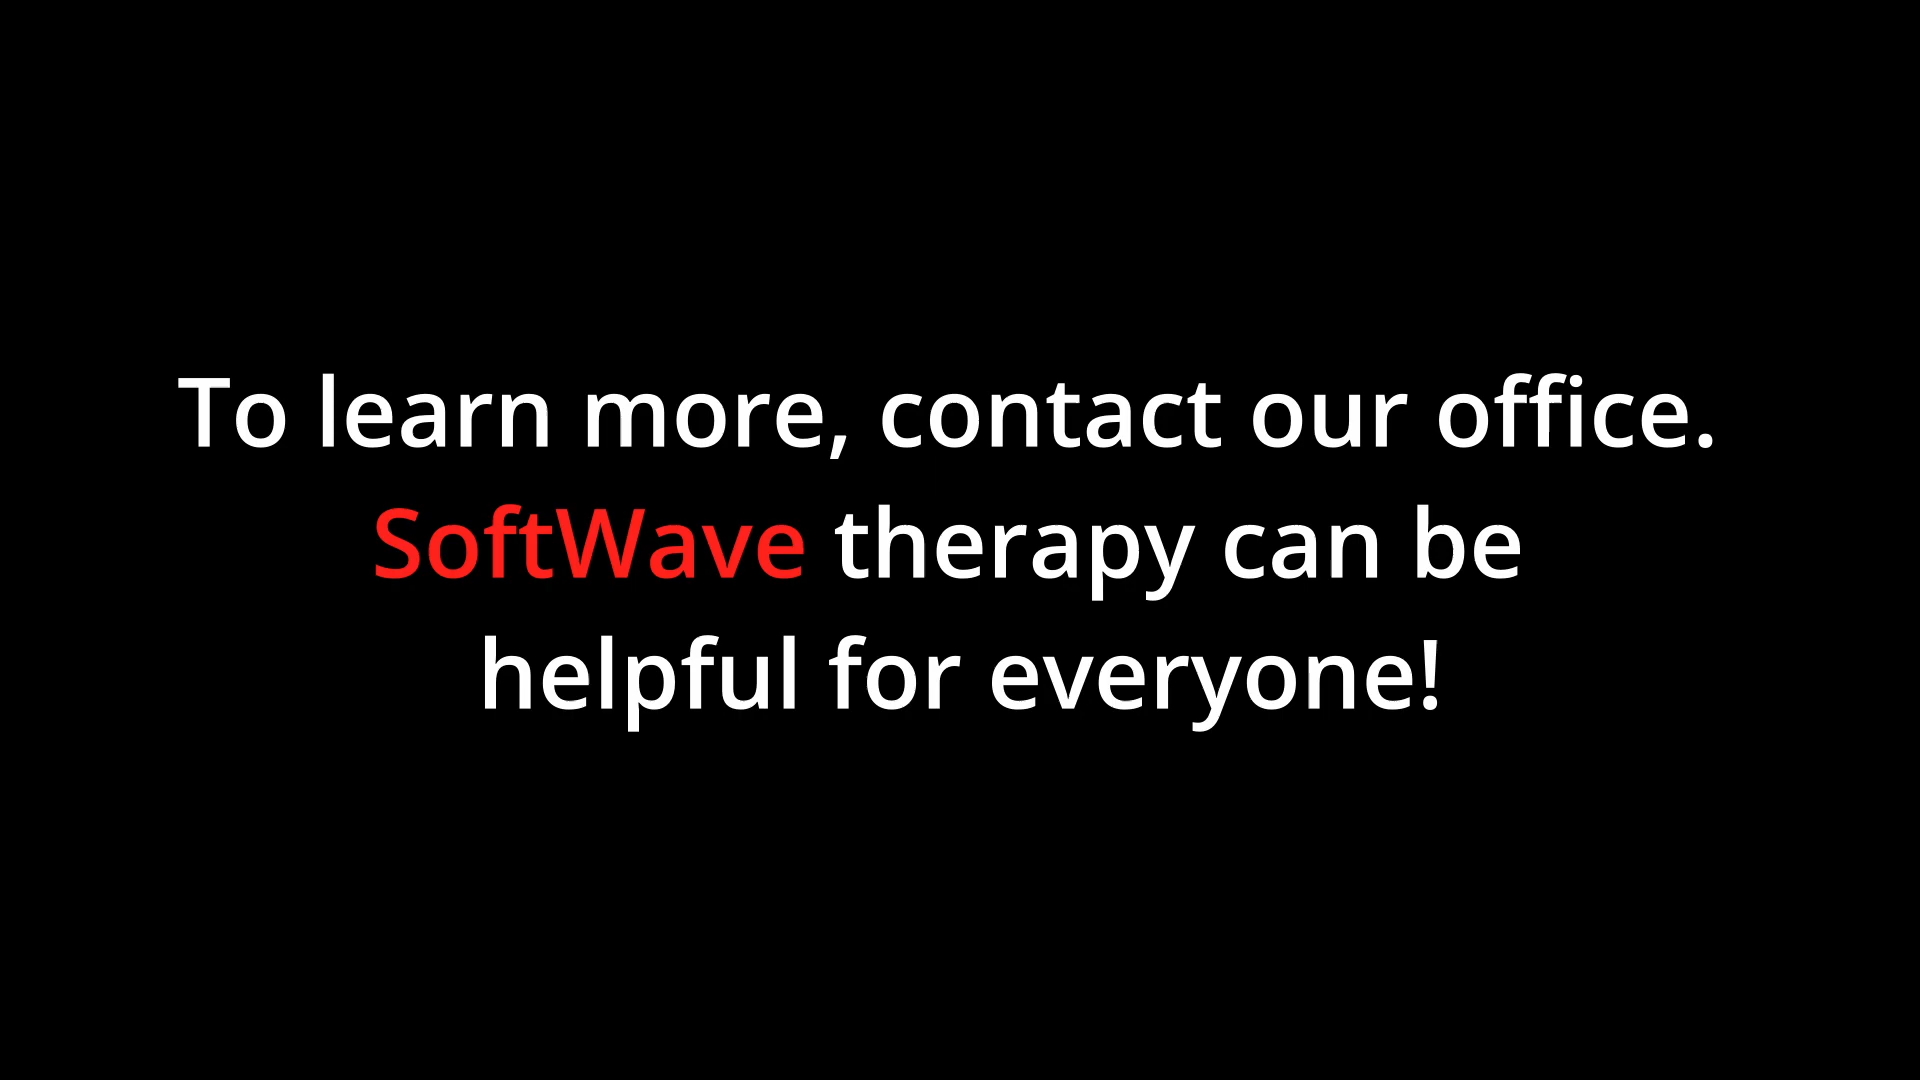 To learn more, contact our office.
SoftWave therapy can be
helpful for everyone!